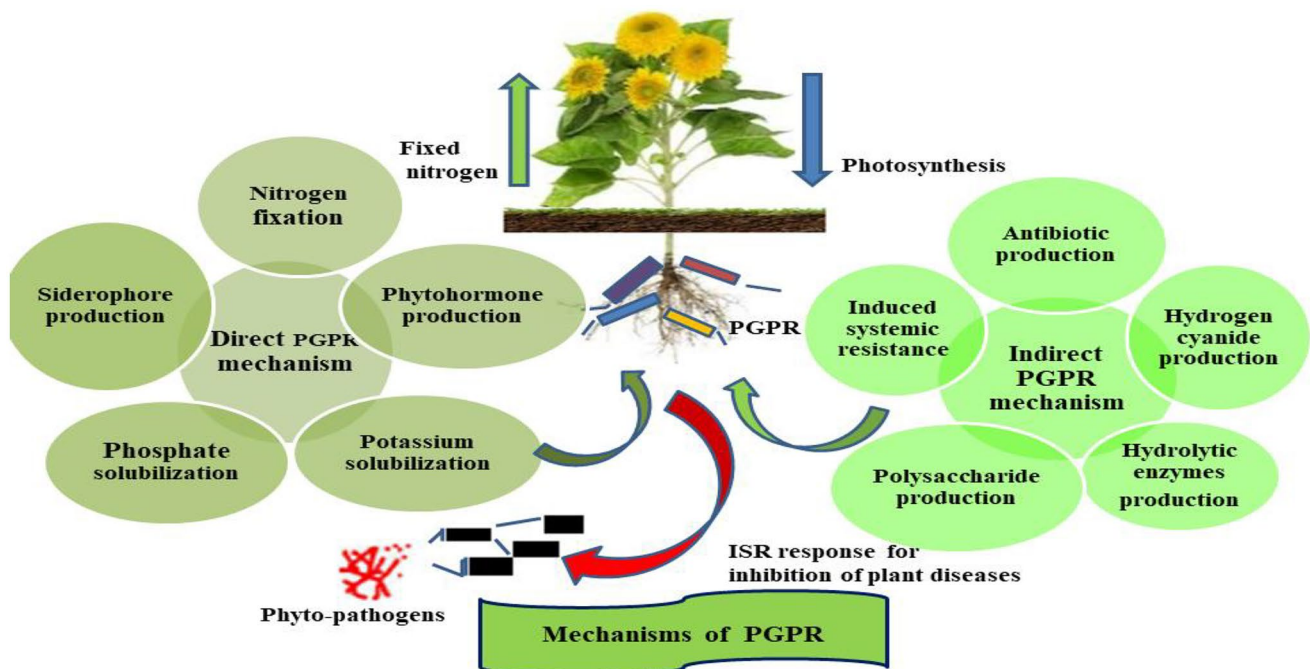 Fixed
nitrogen
Photosynthesis
Nitrogen
fixation
Siderophore
production
Phytohormone
production
Direct PGPR
mechanism
Phosphate
solubilization
Potassium
solubilization
PGPR
Antibiotic
production
Induced
systemic
resistance
Hydrogen
cyanide
production
Indirect
PGPR
mechanism
Polysaccharide
production
Hydrolytic
enzymes
production
ISR response for
inhibition of plant diseases
Phyto-pathogens
Mechanisms of PGPR